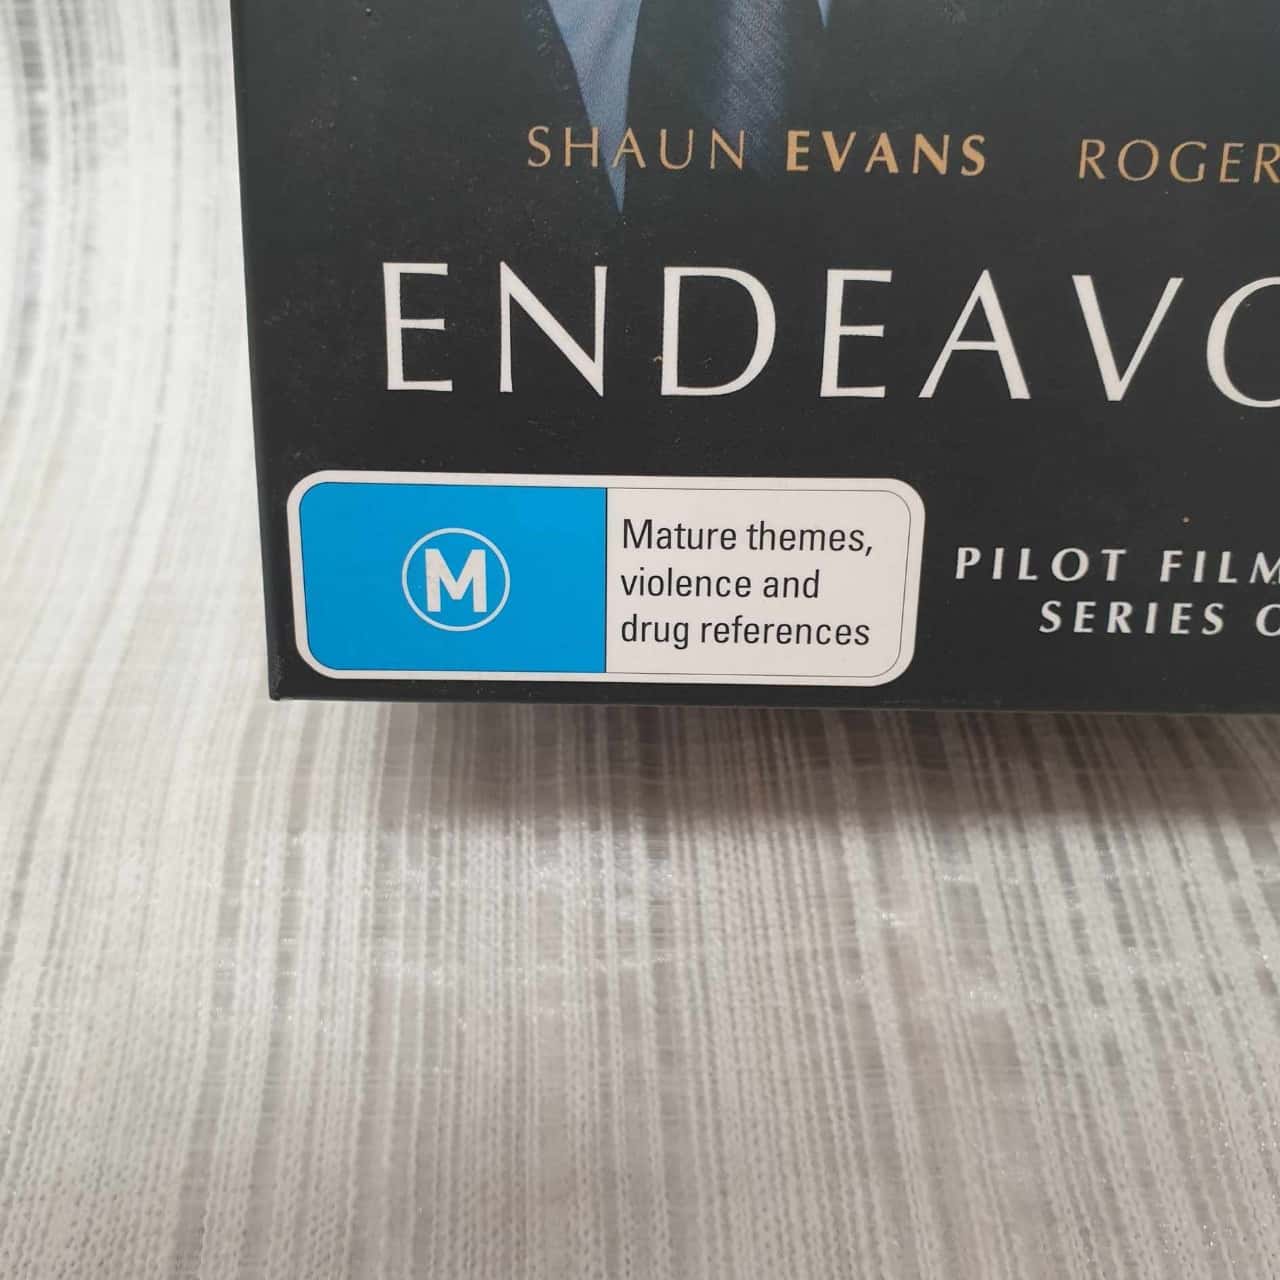 SHAUN EVANS ROGER
ENDEAVO
M
Mature themes,
violence and
drug references
PILOT FILM
SERIES O